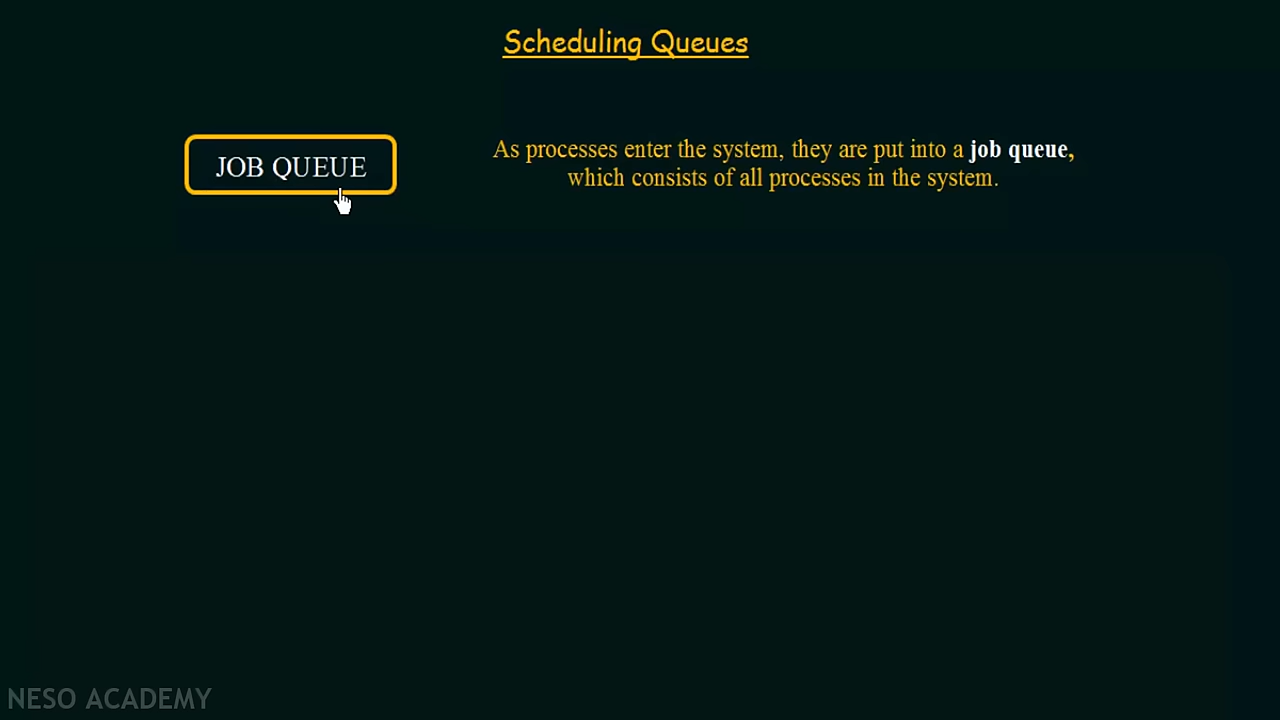 Scheduling Queues
JOB QUEUE
As processes enter the system, they are put into a job queue,
which consists of all processes in the system.
NESO ACADEMY